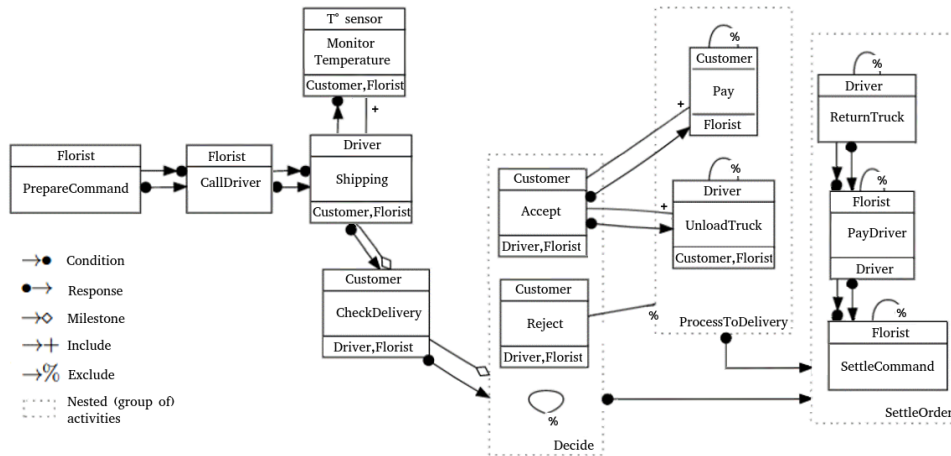 T° sensor
Monitor
Temperature
Customer,Florist
+
Florist
PrepareCommand
Florist
CallDriver
Driver
Shipping
Customer,Florist
Customer
CheckDelivery
Driver,Florist
Customer
Accept
Driver,Florist
Customer
Reject
Driver,Florist
%
Decide
%
Customer
Pay
Florist
+
%
Driver
UnloadTruck
Customer,Florist
+
%
ProcessToDelivery
%
Driver
ReturnTruck
%
Florist
PayDriver
Driver
%
Florist
SettleCommand
SettleOrder
Condition
Response
Milestone
+ Include
% Exclude
Nested (group of)
activities